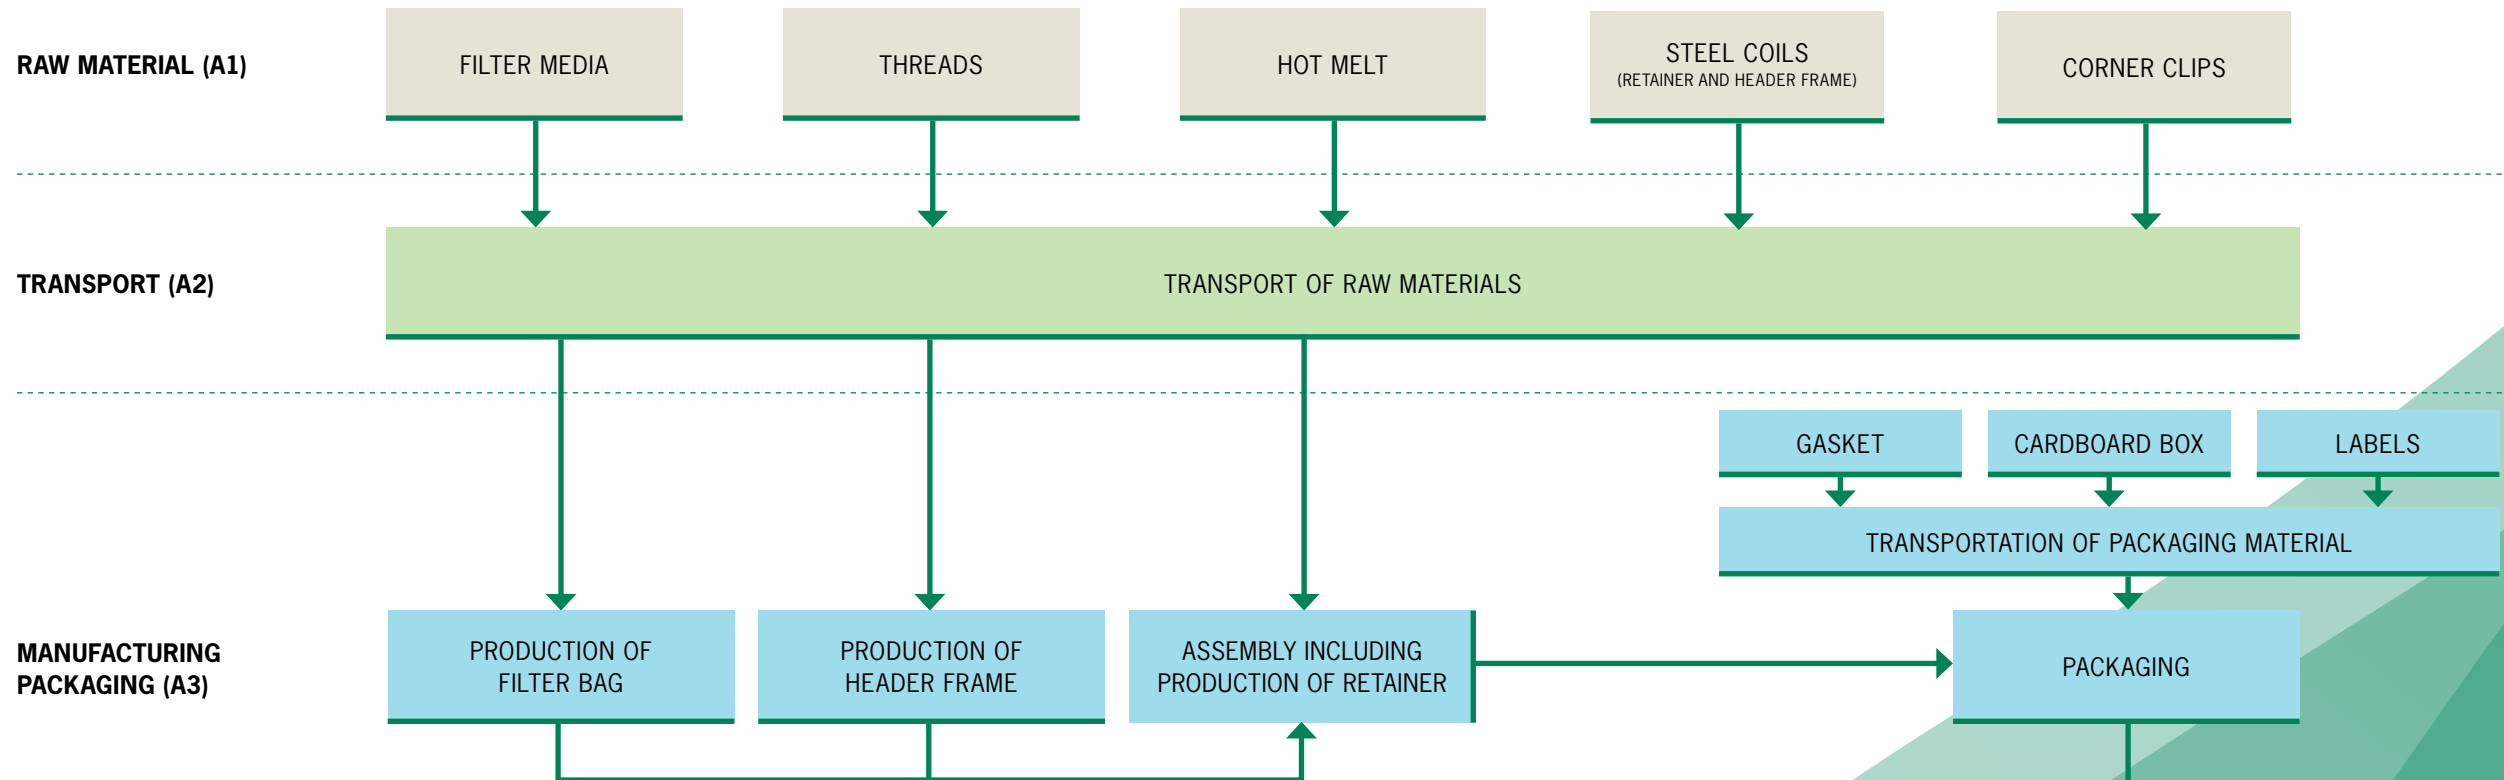 RAW MATERIAL (A1)
FILTER MEDIA
THREADS
HOT MELT
STEEL COILS
(RETAINER AND HEADER FRAME)
CORNER CLIPS
TRANSPORT (A2)
TRANSPORT OF RAW MATERIALS
GASKET
CARDBOARD BOX
LABELS
TRANSPORTATION OF PACKAGING MATERIAL
MANUFACTURING
PACKAGING (A3)
PRODUCTION OF
FILTER BAG
PRODUCTION OF
HEADER FRAME
ASSEMBLY INCLUDING
PRODUCTION OF RETAINER
PACKAGING